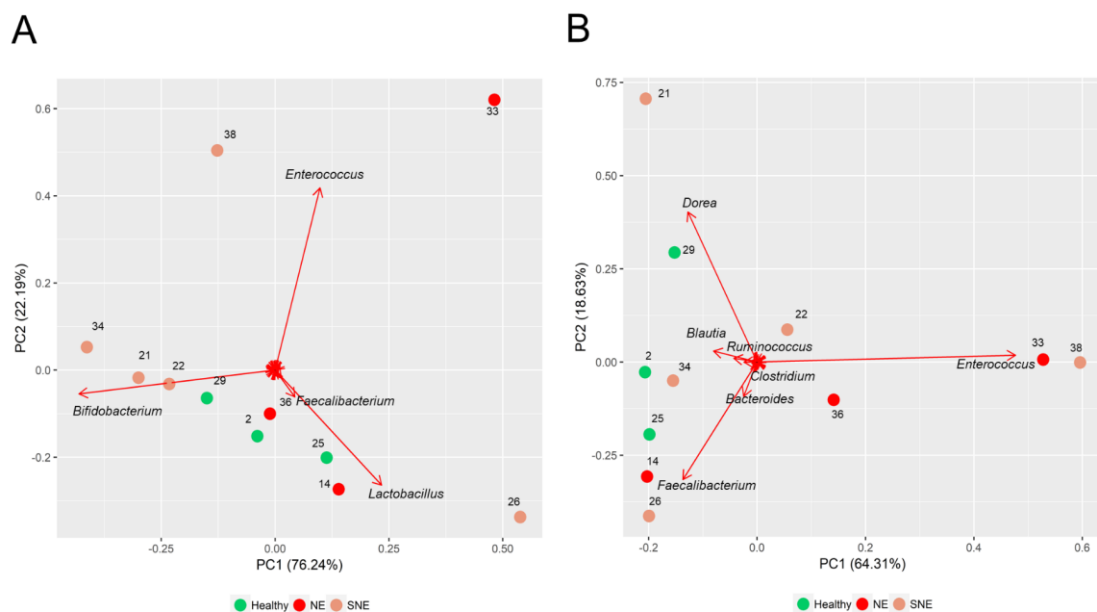 A
B
0.6
0.4
0.2
0.0
-0.2
PC2 (22.19%)
33
38
Enterococcus
34
21
22
29
Bifidobacterium
36
Faecalibacterium
2
25
14
Lactobacillus
26
-0.25
0.00
0.25
0.50
PC1 (76.24%)
Healthy NE SNE
0.75
0.50
0.25
0.00
-0.25
PC2 (18.63%)
21
Dorea
29
22
Blautia
Ruminococcus
33
38
Enterococcus
2
34
Clostridium
Bacteroides
36
25
14
Faecalibacterium
26
-0.2
0.0
0.2
0.4
0.6
PC1 (64.31%)
Healthy NE SNE